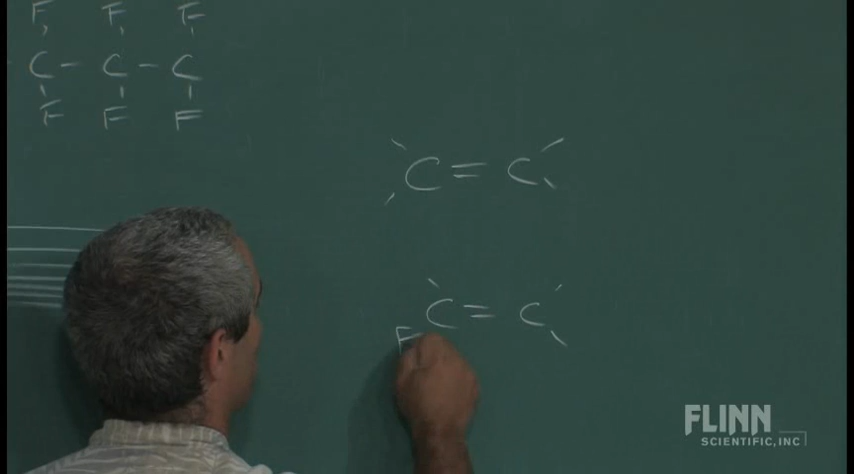 F F F
C - C - C
F F F
C = C
C = C
F
FLINN
SCIENTIFIC, INC